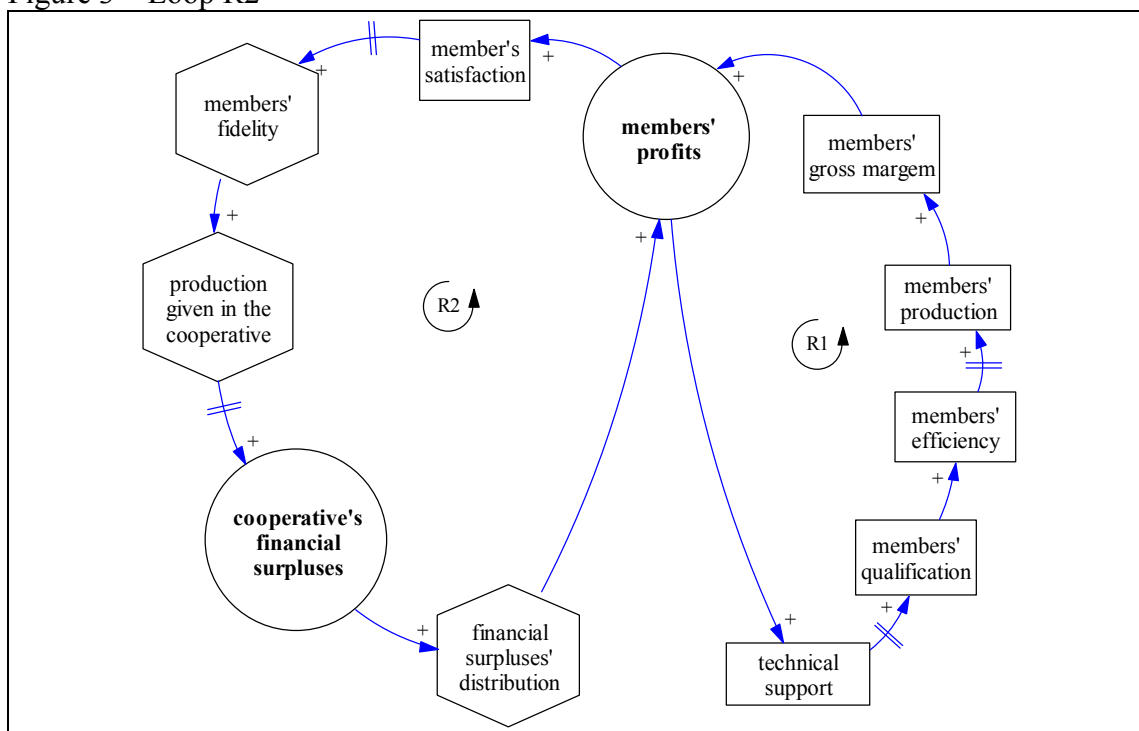 Figure 3 – Loop R2
member's
satisfaction
+
+
members'
fidelity
members'
profits
+
members'
gross margem
+
+
production
given in the
cooperative
+
R2
R1
members'
production
+
members'
efficiency
+
+
cooperative's
financial
surpluses
members'
qualification
+
+
+
financial
surpluses'
distribution
technical
support